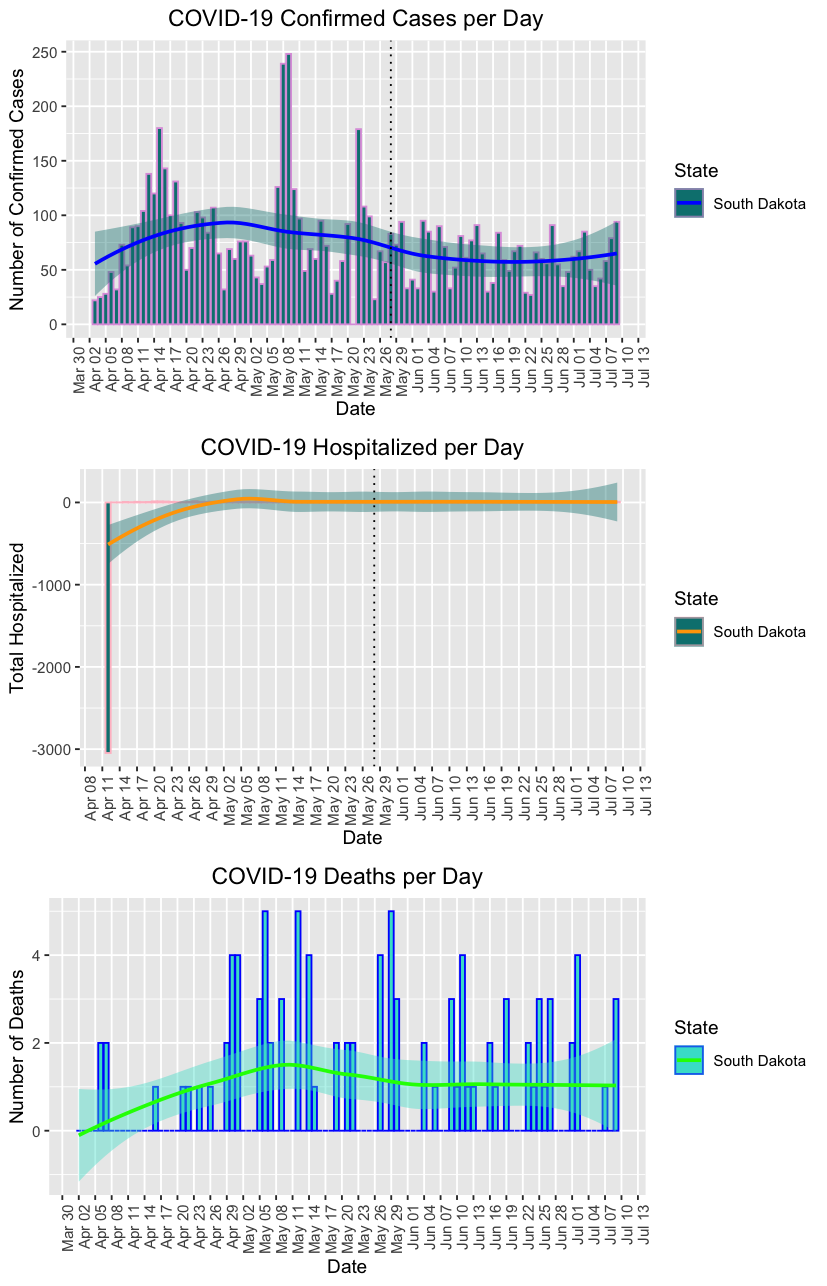 COVID-19 Confirmed Cases per Day
Number of Confirmed Cases
250
200
150
100
50
0
Mar 30
Apr 02
Apr 05
Apr 08
Apr 11
Apr 14
Apr 17
Apr 20
Apr 23
Apr 26
Apr 29
May 02
May 05
May 08
May 11
May 14
May 17
May 20
May 23
May 26
May 29
Jun 01
Jun 04
Jun 07
Jun 10
Jun 13
Jun 16
Jun 19
Jun 22
Jun 25
Jun 28
Jul 01
Jul 04
Jul 07
Jul 10
Jul 13
Date
State
South Dakota
COVID-19 Hospitalized per Day
Total Hospitalized
0
-1000
-2000
-3000
Apr 08
Apr 11
Apr 14
Apr 17
Apr 20
Apr 23
Apr 26
Apr 29
May 02
May 05
May 08
May 11
May 14
May 17
May 20
May 23
May 26
May 29
Jun 01
Jun 04
Jun 07
Jun 10
Jun 13
Jun 16
Jun 19
Jun 22
Jun 25
Jun 28
Jul 01
Jul 04
Jul 07
Jul 10
Jul 13
Date
State
South Dakota
COVID-19 Deaths per Day
Number of Deaths
4
2
0
Mar 30
Apr 02
Apr 05
Apr 08
Apr 11
Apr 14
Apr 17
Apr 20
Apr 23
Apr 26
Apr 29
May 02
May 05
May 08
May 11
May 14
May 17
May 20
May 23
May 26
May 29
Jun 01
Jun 04
Jun 07
Jun 10
Jun 13
Jun 16
Jun 19
Jun 22
Jun 25
Jun 28
Jul 01
Jul 04
Jul 07
Jul 10
Jul 13
Date
State
South Dakota